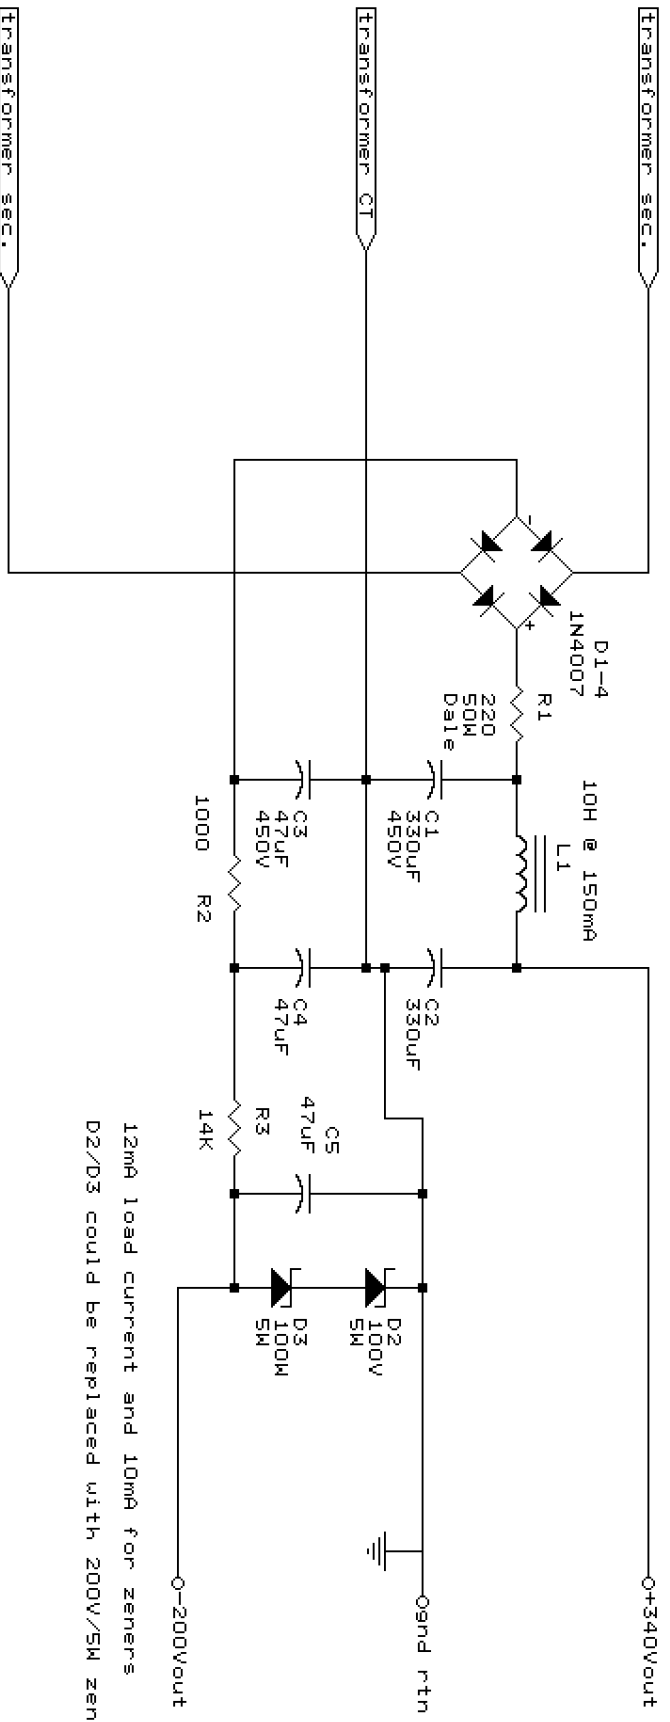 transformer sec.
transformer CT
transformer sec.
D1-4
1N4007
-
+
R1
220
50W
Dale
10H @ 150mA
L1
C1
330uF
450V
C3
47uF
450V
1000
R2
C2
330uF
C4
47uF
C5
47uF
R3
14K
D2
100V
5W
D3
100W
5W
12mA load current and 10mA for zeners
D2/D3 could be replaced with 200V/5W zen
+340Vout
gnd rtn
-200Vout